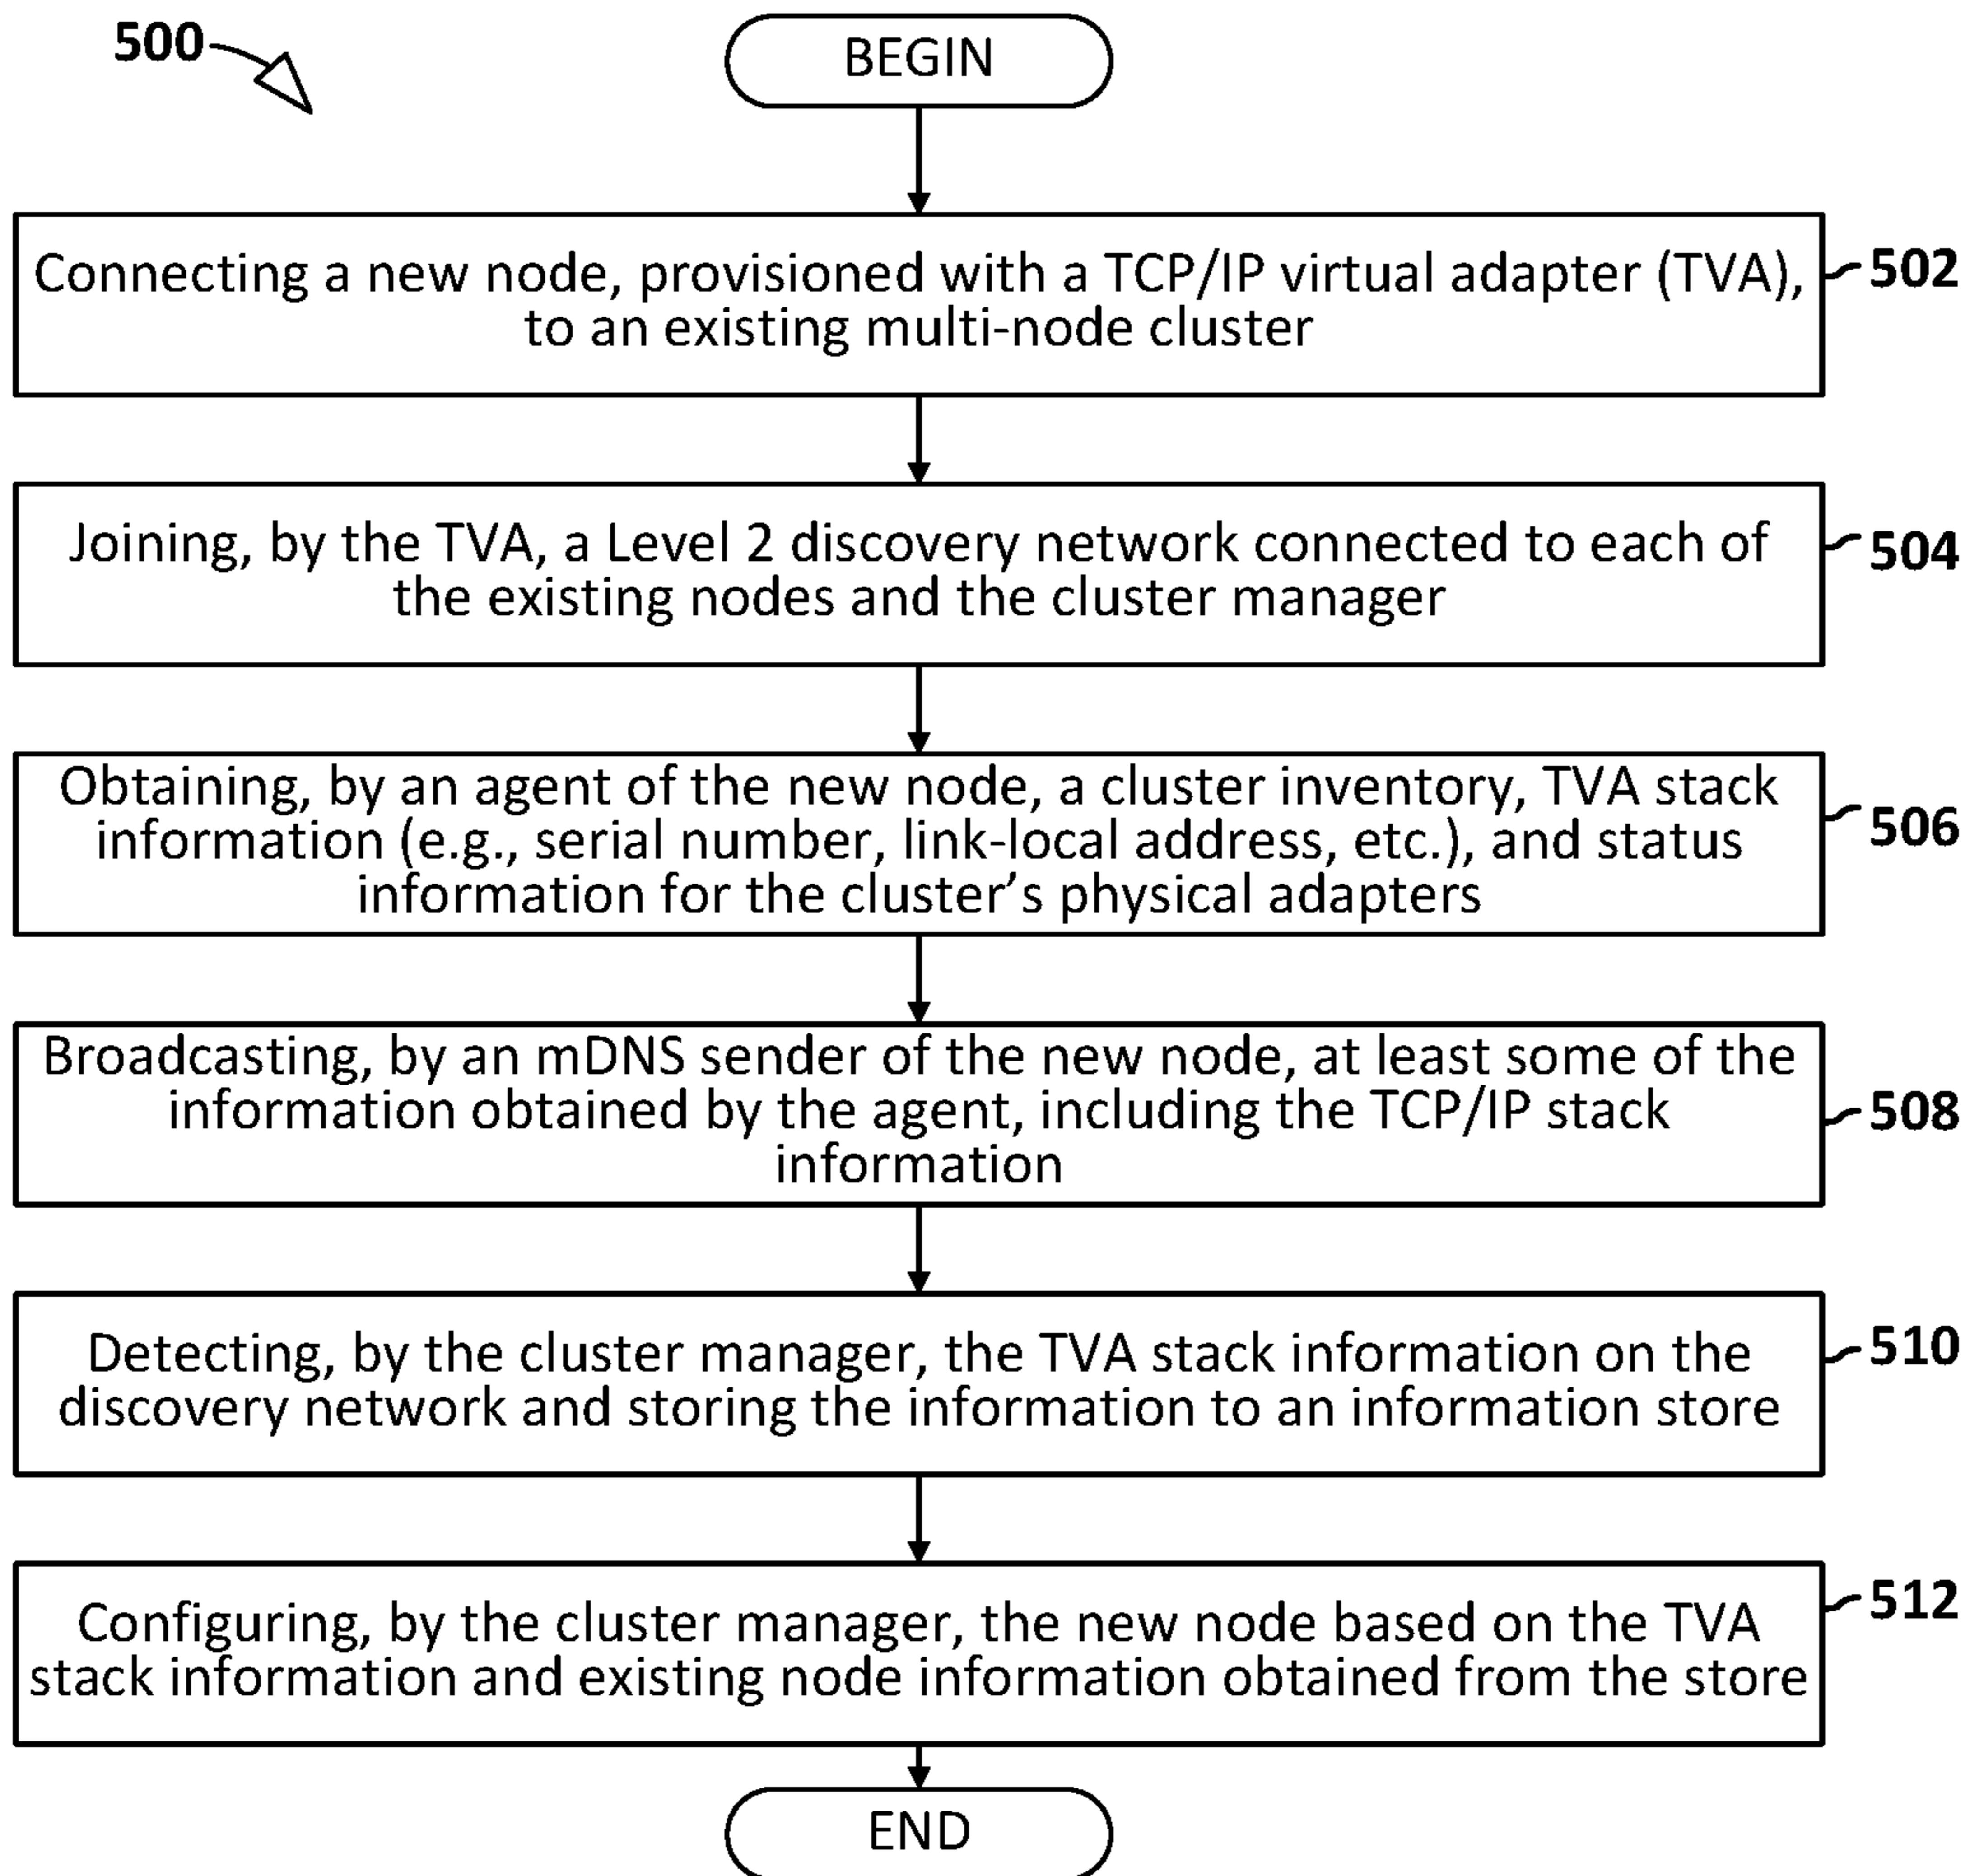 500
BEGIN
Connecting a new node, provisioned with a TCP/IP virtual adapter (TVA),
to an existing multi-node cluster
502
Joining, by the TVA, a Level 2 discovery network connected to each of
the existing nodes and the cluster manager
504
Obtaining, by an agent of the new node, a cluster inventory, TVA stack
information (e.g., serial number, link-local address, etc.), and status
information for the cluster’s physical adapters
506
Broadcasting, by an mDNS sender of the new node, at least some of the
information obtained by the agent, including the TCP/IP stack
information
508
Detecting, by the cluster manager, the TVA stack information on the
discovery network and storing the information to an information store
510
Configuring, by the cluster manager, the new node based on the TVA
stack information and existing node information obtained from the store
512
END